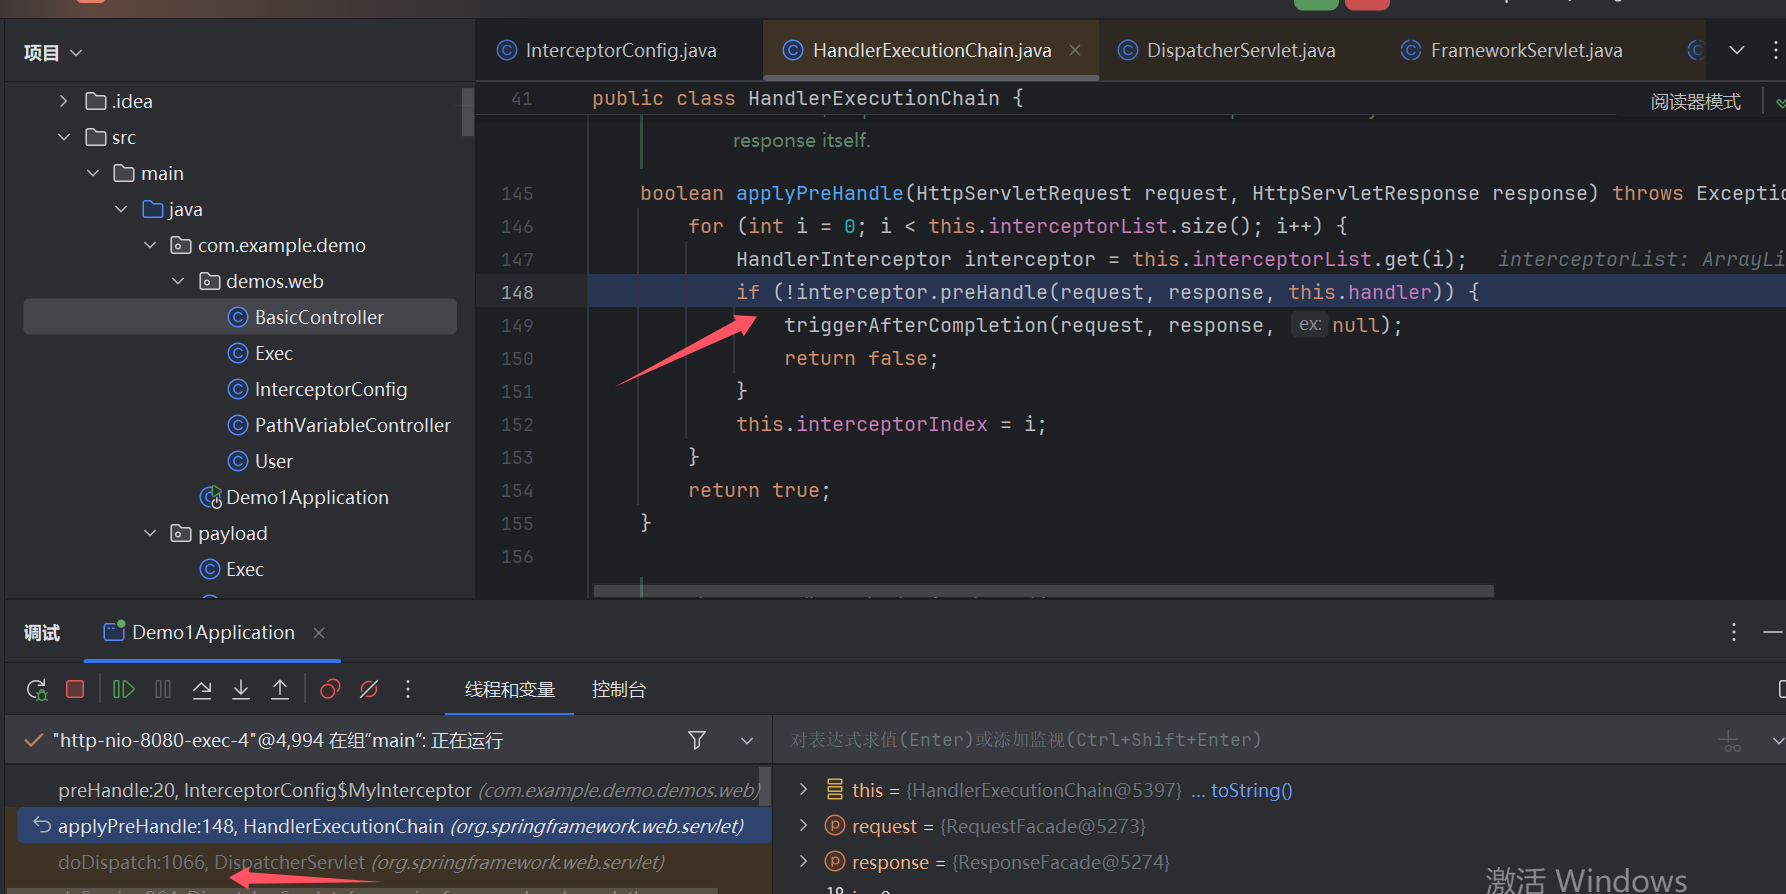 项目
InterceptorConfig.java
HandlerExecutionChain.java
DispatcherServlet.java
FrameworkServlet.java
.idea
src
main
java
com.example.demo
demos.web
BasicController
Exec
InterceptorConfig
PathVariableController
User
Demo1Application
payload
Exec
41 public class HandlerExecutionChain {
阅读器模式
response itself.
145 boolean applyPreHandle(HttpServletRequest request, HttpServletResponse response) throws Exceptio
146 for (int i = 0; i < this.interceptorList.size(); i++) {
147 HandlerInterceptor interceptor = this.interceptorList.get(i); interceptorList: ArrayLi
148 if (!interceptor.preHandle(request, response, this.handler)) {
149 triggerAfterCompletion(request, response, ex: null);
150 return false;
151 }
152 this.interceptorIndex = i;
153 }
154 return true;
155 }
156
调试
Demo1Application
线程和变量
控制台
"http-nio-8080-exec-4"@4,994 在组“main”: 正在运行
对表达式求值(Enter)或添加监视(Ctrl+Shift+Enter)
preHandle:20, InterceptorConfig$MyInterceptor (com.example.demo.demos.web)
applyPreHandle:148, HandlerExecutionChain (org.springframework.web.servlet)
doDispatch:1066, DispatcherServlet (org.springframework.web.servlet)
this = {HandlerExecutionChain@5397} ... toString()
request = {RequestFacade@5273}
response = {ResponseFacade@5274}
激活 Windows